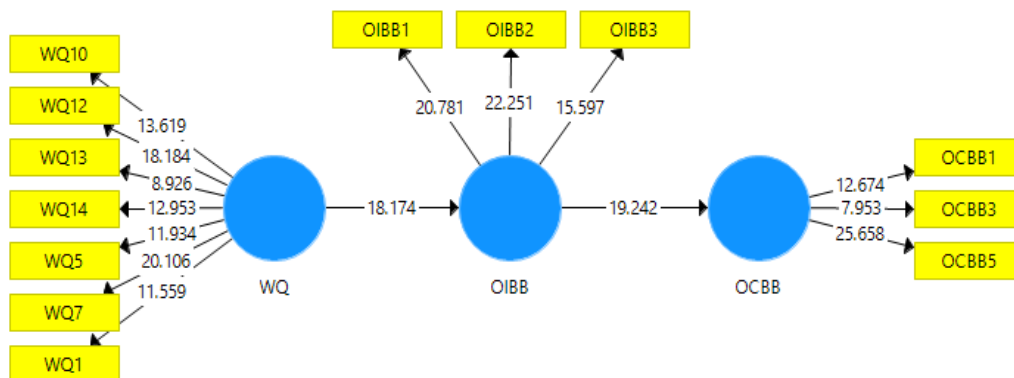 OIBB1
OIBB2
OIBB3
WQ10
WQ12
WQ13
WQ14
WQ5
WQ7
WQ1
13.619
18.184
8.926
12.953
11.934
20.106
11.559
20.781
22.251
15.597
WQ
18.174
OIBB
19.242
OCBB
12.674
7.953
25.658
OCBB1
OCBB3
OCBB5